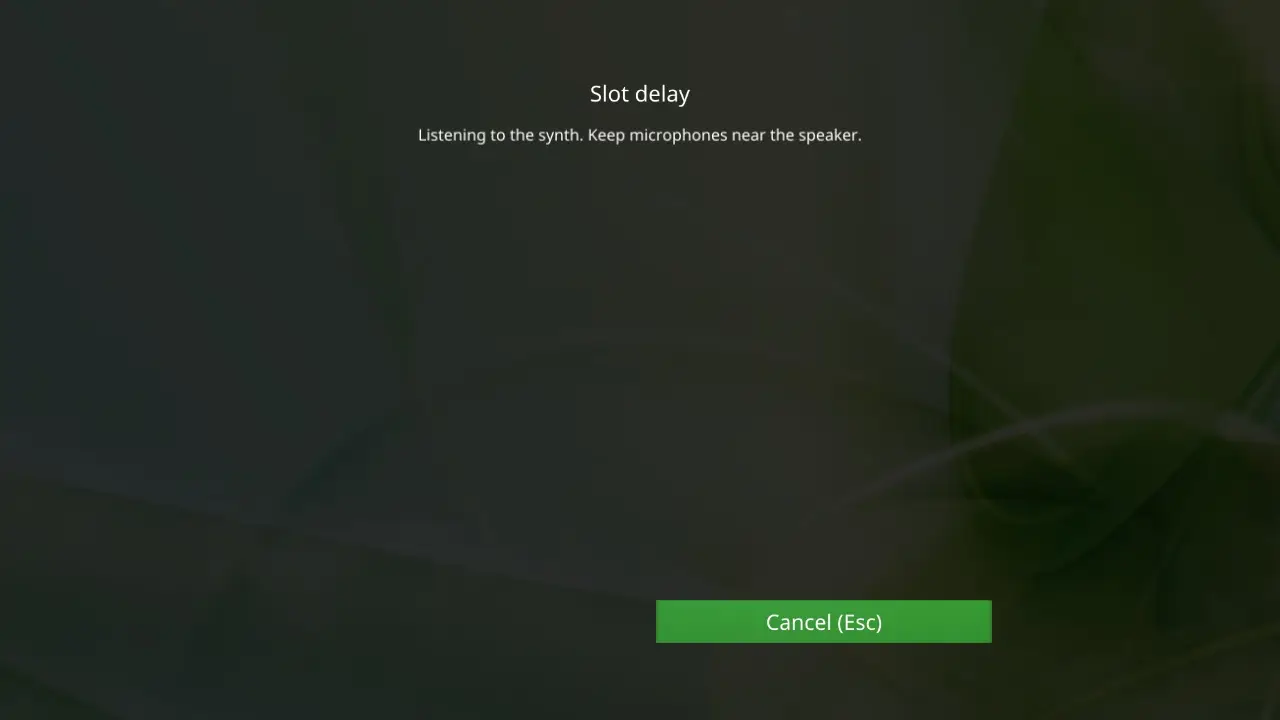 Slot delay
Listening to the synth. Keep microphones near the speaker.
Cancel (Esc)